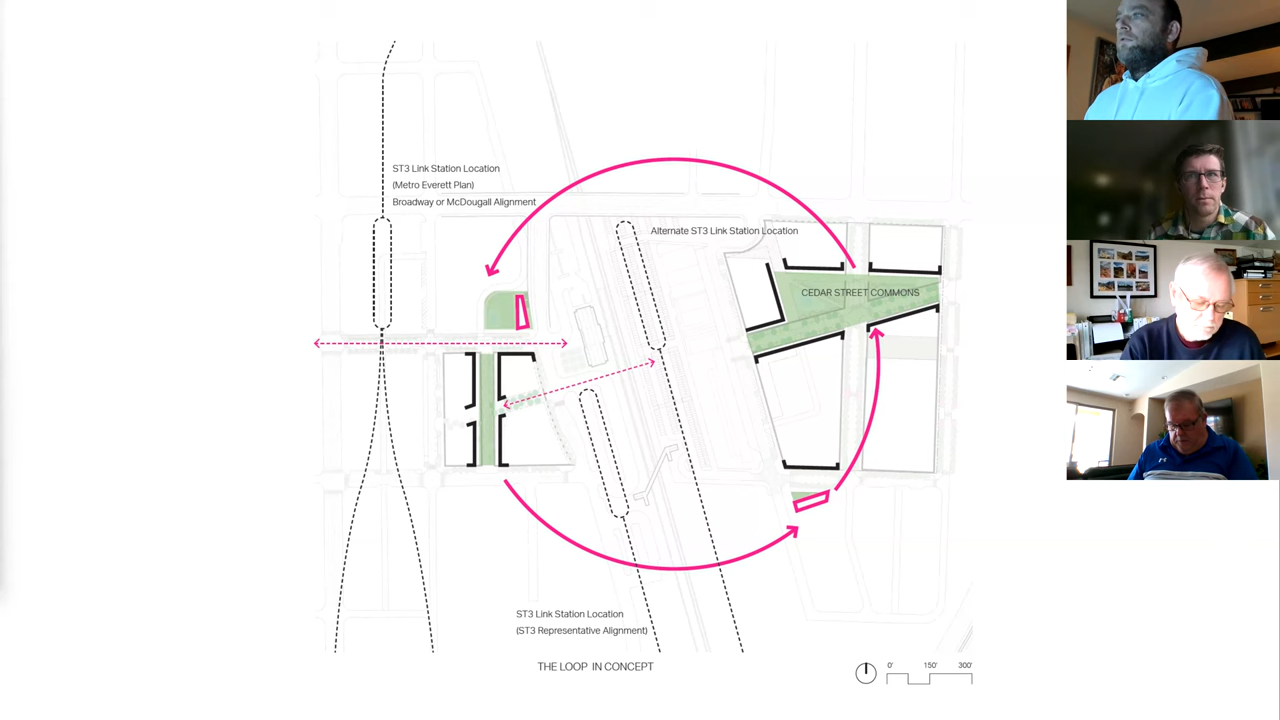 ST3 Link Station Location
(Metro Everett Plan)
Broadway or McDougall Alignment
Alternate ST3 Link Station Location
CEDAR STREET COMMONS
ST3 Link Station Location
(ST3 Representative Alignment)
THE LOOP IN CONCEPT
0' 150' 300'